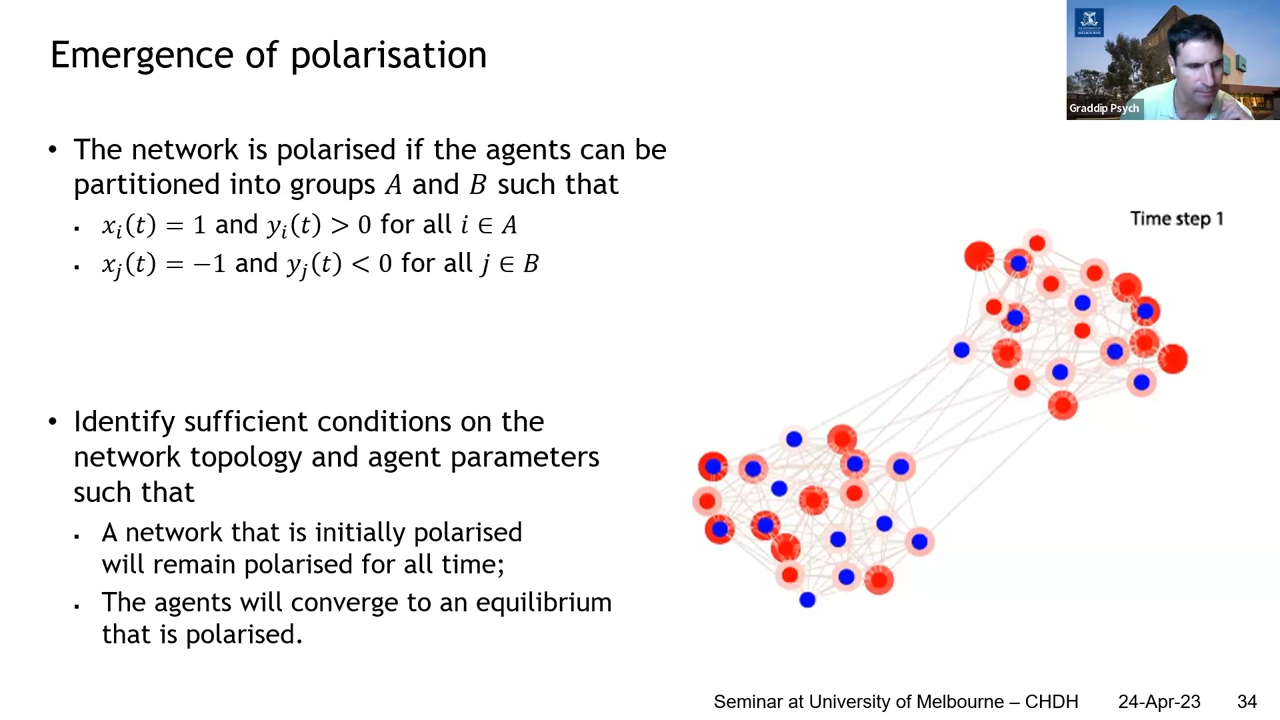 Emergence of polarisation
MELBOURNE
Graddip Psych
• The network is polarised if the agents can be
partitioned into groups A and B such that
▪ xᵢ(t) = 1 and yᵢ(t) > 0 for all i ∈ A
▪ xⱼ(t) = −1 and yⱼ(t) < 0 for all j ∈ B
Time step 1
• Identify sufficient conditions on the
network topology and agent parameters
such that
▪ A network that is initially polarised
will remain polarised for all time;
▪ The agents will converge to an equilibrium
that is polarised.
Seminar at University of Melbourne – CHDH 24-Apr-23 34